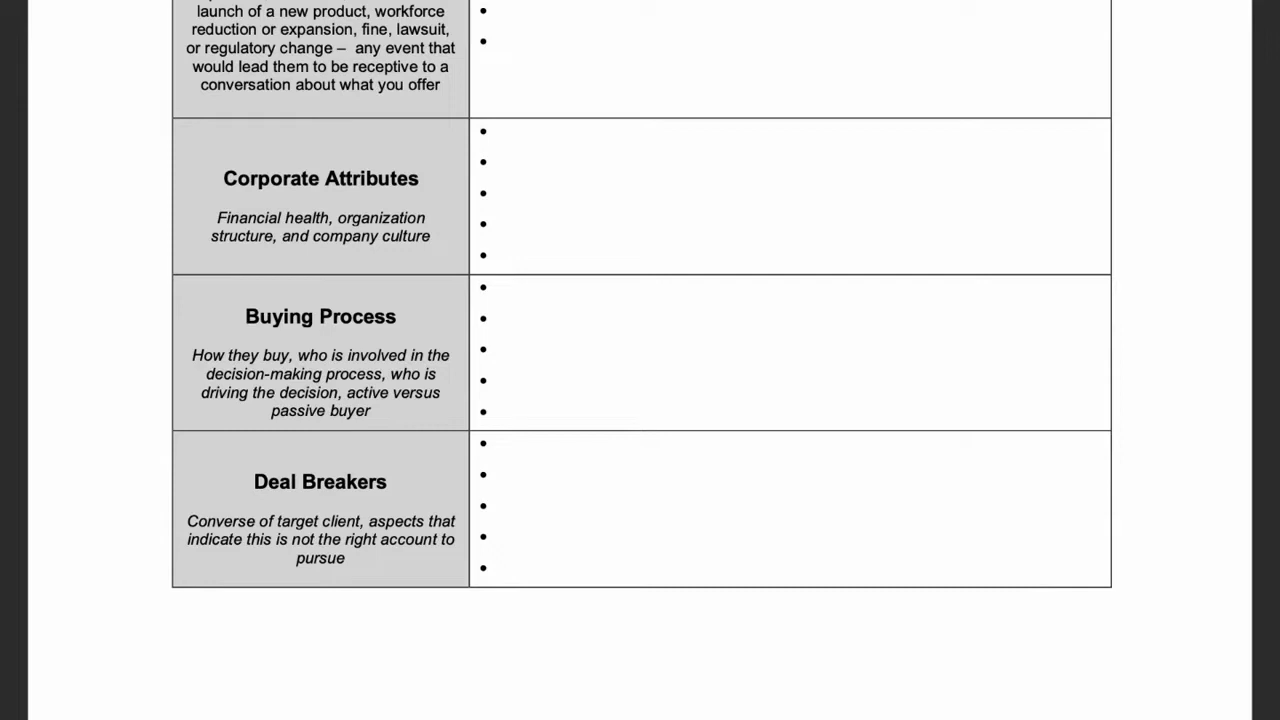 launch of a new product, workforce
reduction or expansion, fine, lawsuit,
or regulatory change – any event that
would lead them to be receptive to a
conversation about what you offer
Corporate Attributes
Financial health, organization
structure, and company culture
Buying Process
How they buy, who is involved in the
decision-making process, who is
driving the decision, active versus
passive buyer
Deal Breakers
Converse of target client, aspects that
indicate this is not the right account to
pursue